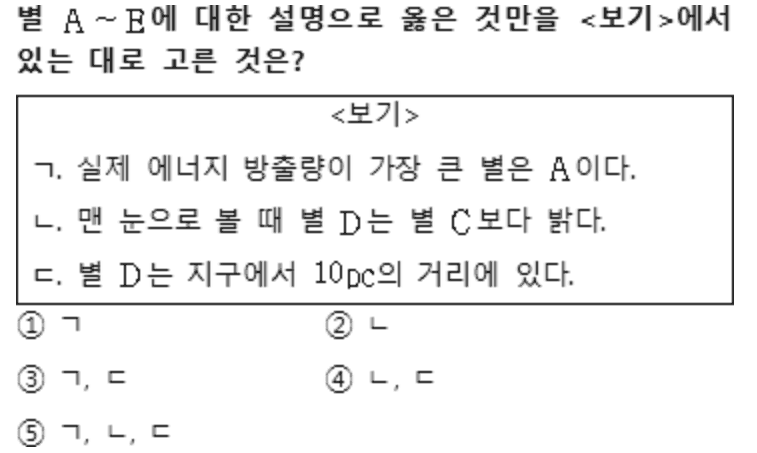 별 A ~ E에 대한 설명으로 옳은 것만을 <보기>에서
있는 대로 고른 것은?
<보기>
ㄱ. 실제 에너지 방출량이 가장 큰 별은 A이다.
ㄴ. 맨 눈으로 볼 때 별 D는 별 C보다 밝다.
ㄷ. 별 D는 지구에서 10pc의 거리에 있다.
① ㄱ ② ㄴ
③ ㄱ, ㄷ ④ ㄴ, ㄷ
⑤ ㄱ, ㄴ, ㄷ